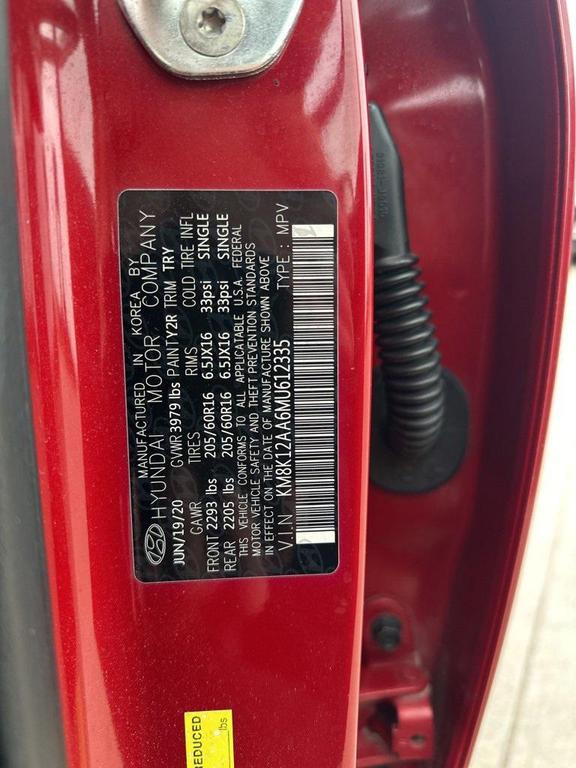 MANUFACTURED IN KOREA BY
HYUNDAI MOTOR COMPANY
JUN/19/20 GVWR 3979 lbs PAINT Y2R TRIM TRY
GAWR TIRES RIMS COLD TIRE INFL
FRONT 2293 lbs 205/60R16 6.5JX16 33psi SINGLE
REAR 2205 lbs 205/60R16 6.5JX16 33psi SINGLE
THIS VEHICLE CONFORMS TO ALL APPLICATABLE U.S.A. FEDERAL
MOTOR VEHICLE SAFETY AND THEFT PREVENTION STANDARDS
IN EFFECT ON THE DATE OF MANUFACTURE SHOWN ABOVE
V.I.N : KM8K12AA6MU612335 TYPE : MPV
REDUCED
lbs